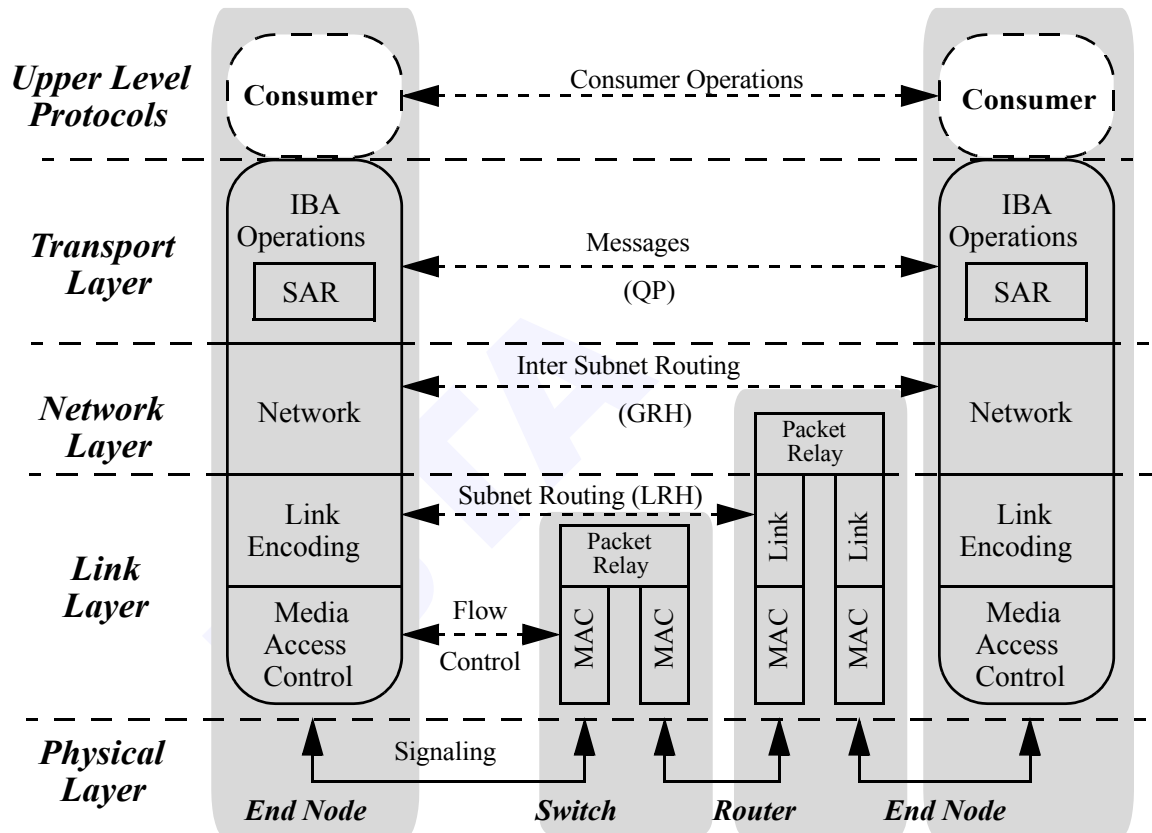 Upper Level
Protocols
Consumer
Consumer Operations
Consumer
Transport
Layer
IBA
Operations
SAR
Messages
(QP)
IBA
Operations
SAR
Network
Layer
Network
Inter Subnet Routing
(GRH)
Packet
Relay
Network
Link
Layer
Link
Encoding
Subnet Routing (LRH)
Packet
Relay
Link
Link
Link
Encoding
Media
Access
Control
Flow
Control
MAC
MAC
MAC
MAC
Media
Access
Control
Physical
Layer
Signaling
End Node
Switch
Router
End Node